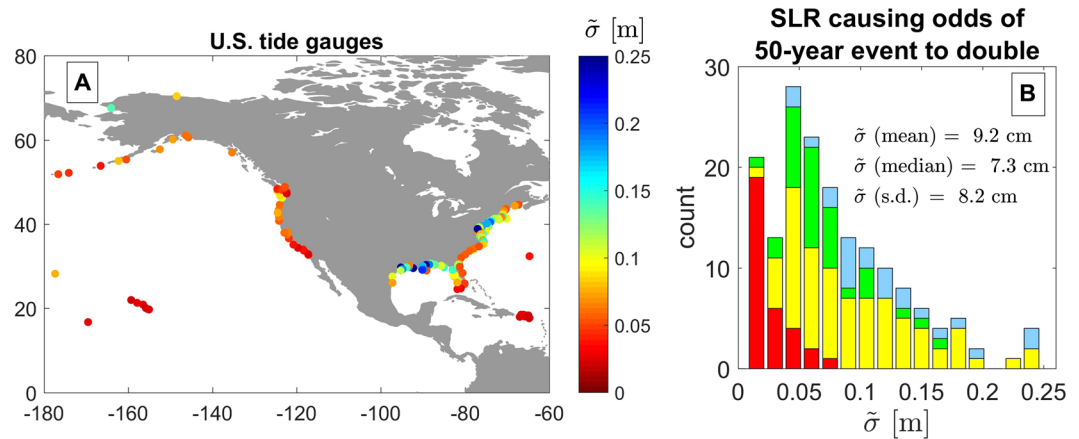 U.S. tide gauges
A
80
60
40
20
0
-180
-160
-140
-120
-100
-80
-60
σ̃ [m]
0.25
0.2
0.15
0.1
0.05
0
SLR causing odds of
50-year event to double
B
σ̃ (mean) = 9.2 cm
σ̃ (median) = 7.3 cm
σ̃ (s.d.) = 8.2 cm
count
30
20
10
0
0
0.05
0.1
0.15
0.2
0.25
σ̃ [m]